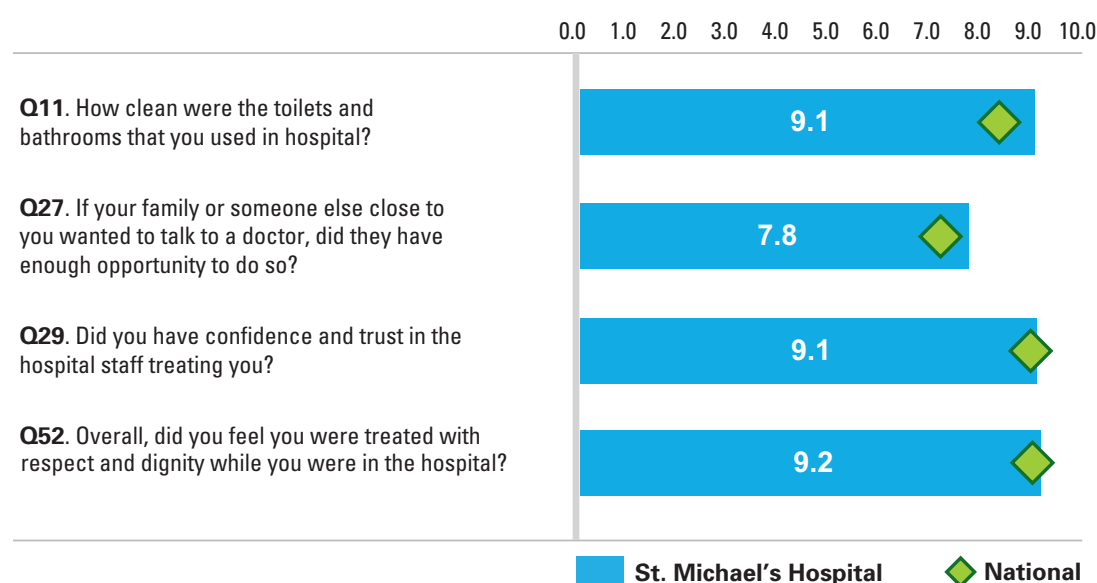 0.0 1.0 2.0 3.0 4.0 5.0 6.0 7.0 8.0 9.0 10.0
Q11. How clean were the toilets and
bathrooms that you used in hospital?
9.1
Q27. If your family or someone else close to
you wanted to talk to a doctor, did they have
enough opportunity to do so?
7.8
Q29. Did you have confidence and trust in the
hospital staff treating you?
9.1
Q52. Overall, did you feel you were treated with
respect and dignity while you were in the hospital?
9.2
St. Michael's Hospital National